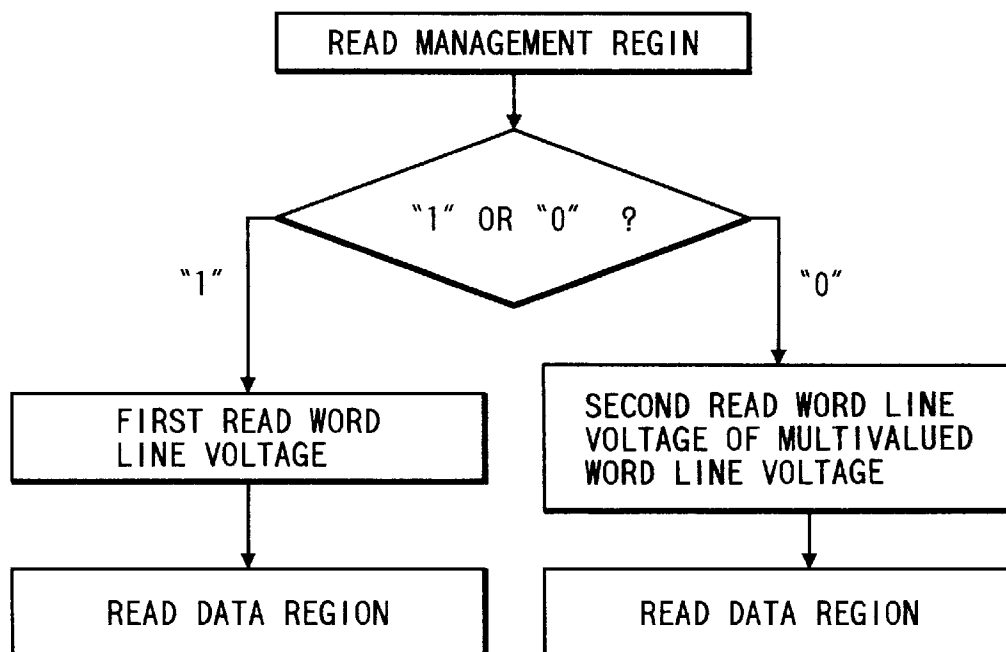 READ MANAGEMENT REGIN
“1” OR “0” ?
“1”
“0”
FIRST READ WORD
LINE VOLTAGE
SECOND READ WORD LINE
VOLTAGE OF MULTIVALUED
WORD LINE VOLTAGE
READ DATA REGION
READ DATA REGION